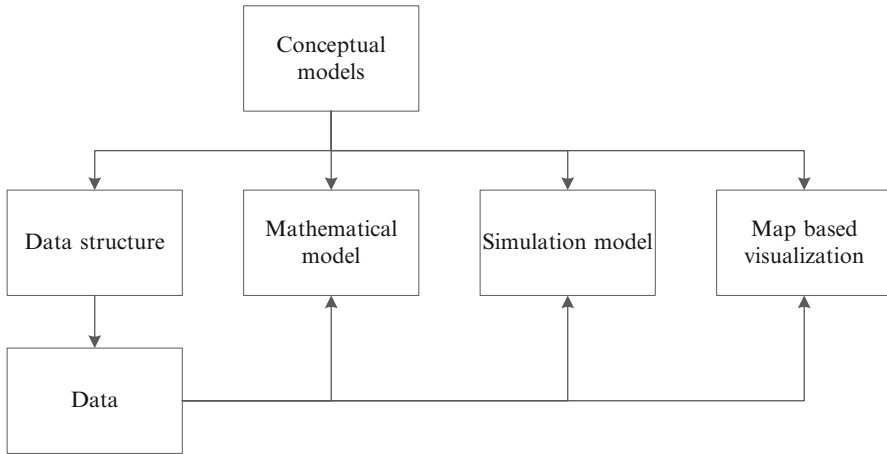 Conceptual
models
Data structure
Mathematical
model
Simulation model
Map based
visualization
Data